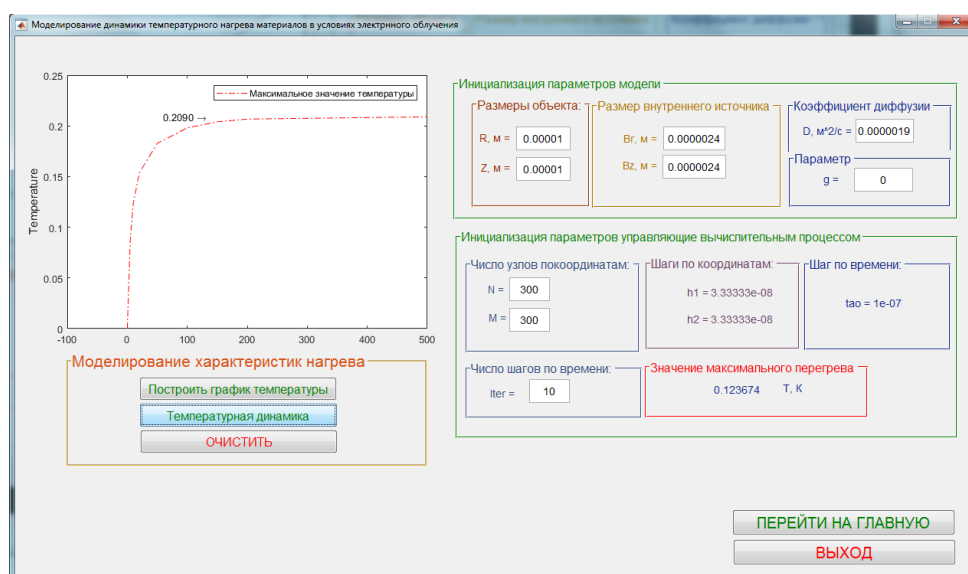 Моделирование динамики температурного нагрева материалов в условиях электрнного облучения
0.25
0.2
0.15
0.1
0.05
0
Temperature
Максимальное значение температуры
0.2090 →
-100 0 100 200 300 400 500
Моделирование характеристик нагрева
Построить график температуры
Температурная динамика
ОЧИСТИТЬ
Инициализация параметров модели
Размеры объекта:
R, м = 0.00001
Z, м = 0.00001
Размер внутреннего источника
Br, м = 0.0000024
Bz, м = 0.0000024
Коэффициент диффузии
D, м^2/с = 0.0000019
Параметр
g = 0
Инициализация параметров управляющие вычислительным процессом
Число узлов покоординатам:
N = 300
M = 300
Шаги по координатам:
h1 = 3.33333e-08
h2 = 3.33333e-08
Шаг по времени:
tao = 1e-07
Число шагов по времени:
Iter = 10
Значение максимального перегрева
0.123674 T, K
ПЕРЕЙТИ НА ГЛАВНУЮ
ВЫХОД